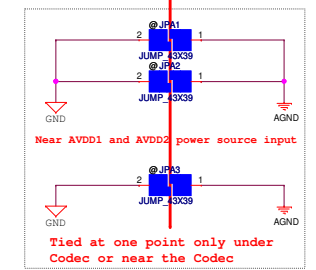 @JPA1
2 1
JUMP_43X39
@JPA2
2 1
JUMP_43X39
GND
AGND
Near AVDD1 and AVDD2 power source input
@JPA3
2 1
JUMP_43X39
GND
AGND
Tied at one point only under
Codec or near the Codec